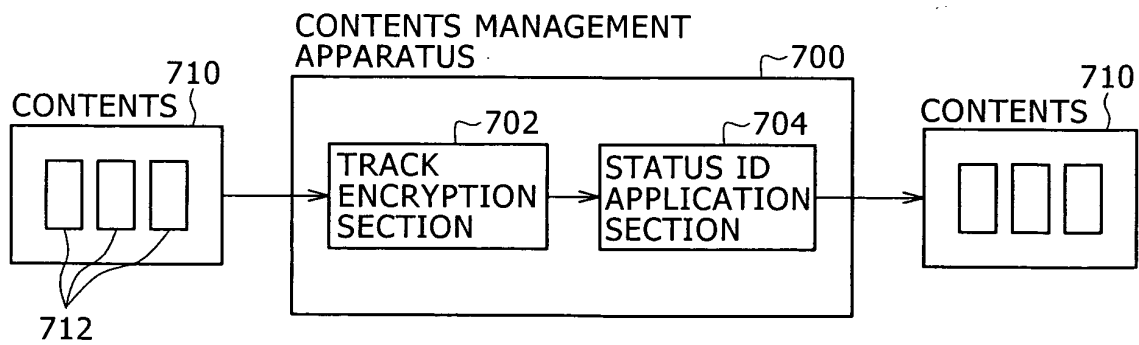 CONTENTS MANAGEMENT
APPARATUS
700
710
CONTENTS
702
TRACK
ENCRYPTION
SECTION
704
STATUS ID
APPLICATION
SECTION
710
CONTENTS
712